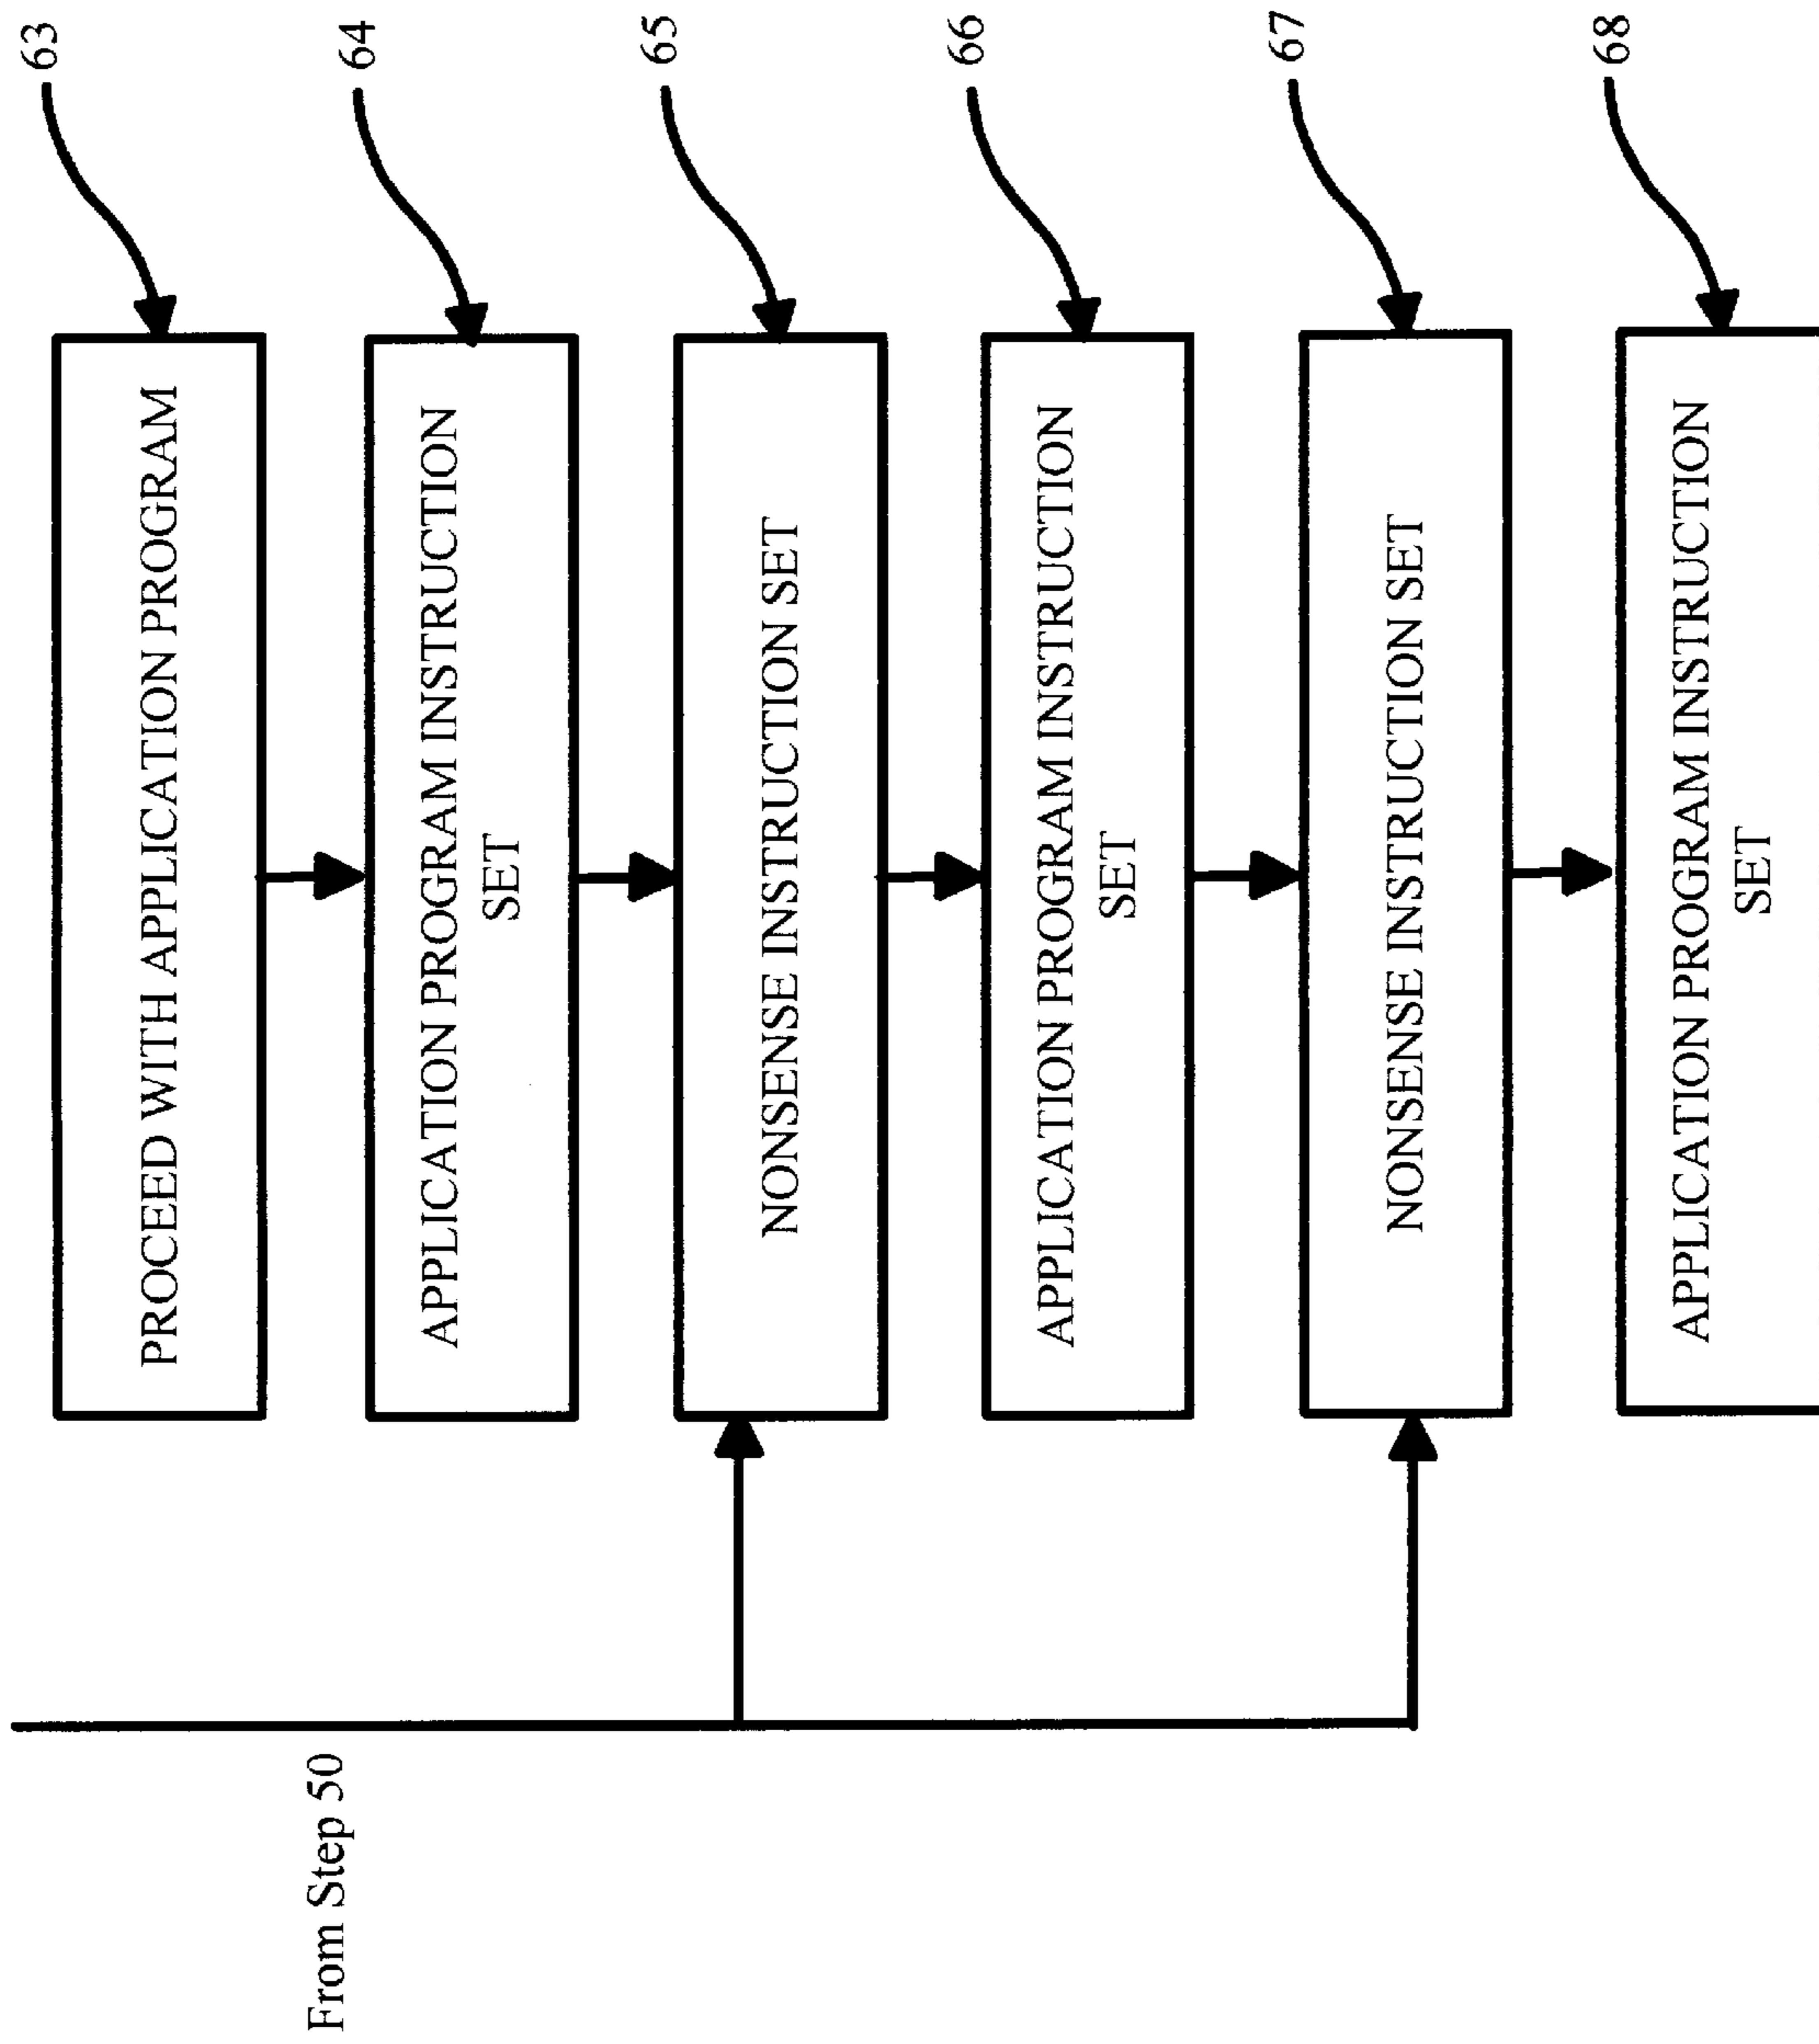 63
PROCEED WITH APPLICATION PROGRAM
64
APPLICATION PROGRAM INSTRUCTION
SET
65
NONSENSE INSTRUCTION SET
66
APPLICATION PROGRAM INSTRUCTION
SET
67
NONSENSE INSTRUCTION SET
68
APPLICATION PROGRAM INSTRUCTION
SET
From Step 50